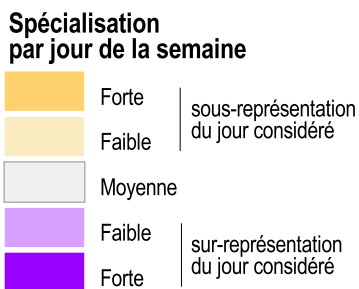 Spécialisation
par jour de la semaine
Forte
sous-représentation
du jour considéré
Faible
Moyenne
Faible
sur-représentation
du jour considéré
Forte